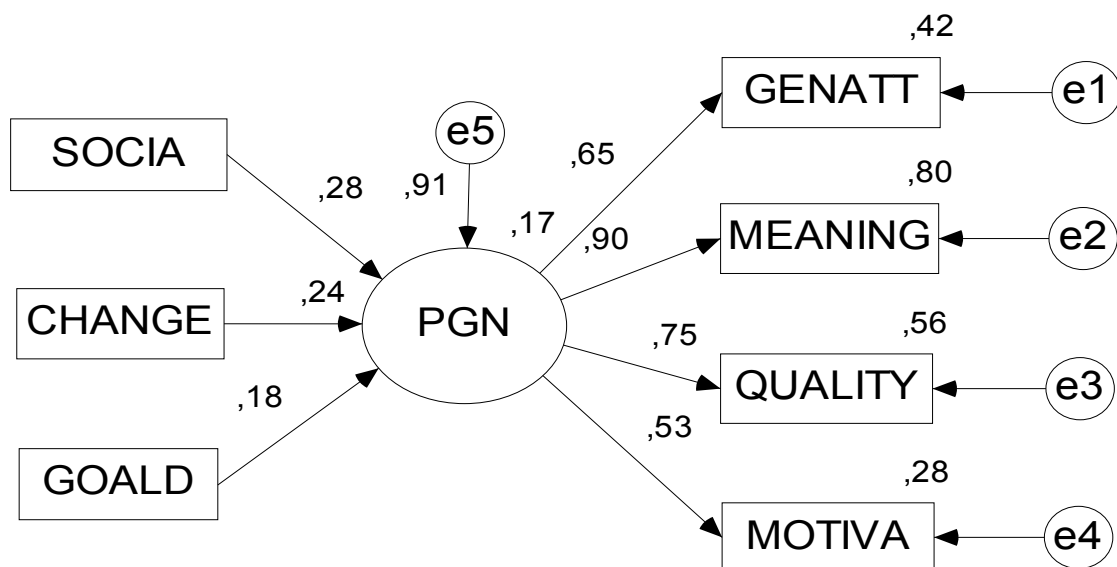 ,42
GENATT
e1
e5
SOCIA
,65
,91
,28
,80
,17
,90
MEANING
e2
,24
CHANGE
PGN
,56
,75
QUALITY
e3
,18
,53
GOALD
,28
MOTIVA
e4